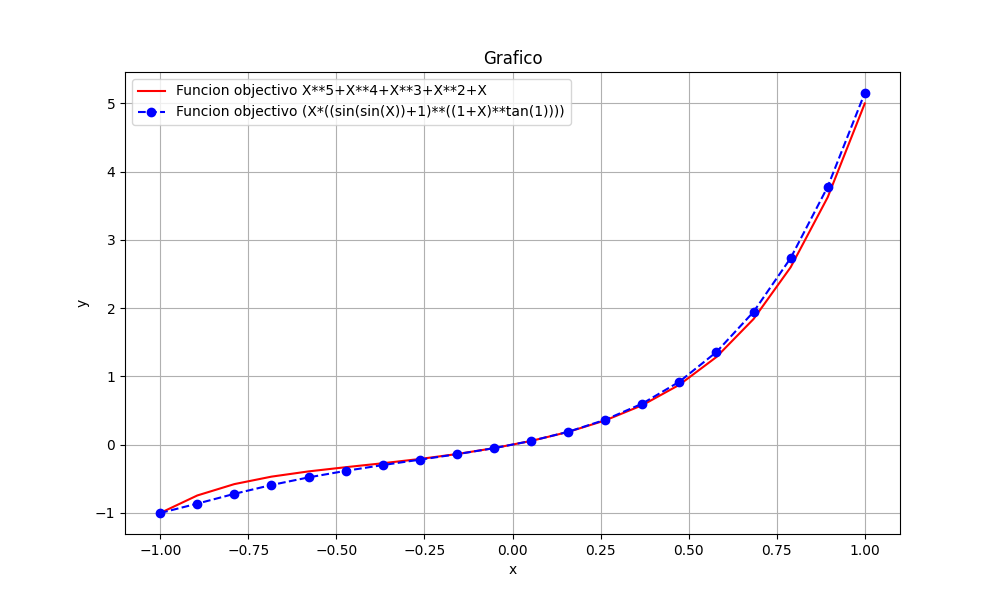 Grafico
Funcion objectivo X**5+X**4+X**3+X**2+X
Funcion objectivo (X*((sin(sin(X))+1)**((1+X)**tan(1))))
y
5
4
3
2
1
0
−1
−1.00 −0.75 −0.50 −0.25 0.00 0.25 0.50 0.75 1.00
x